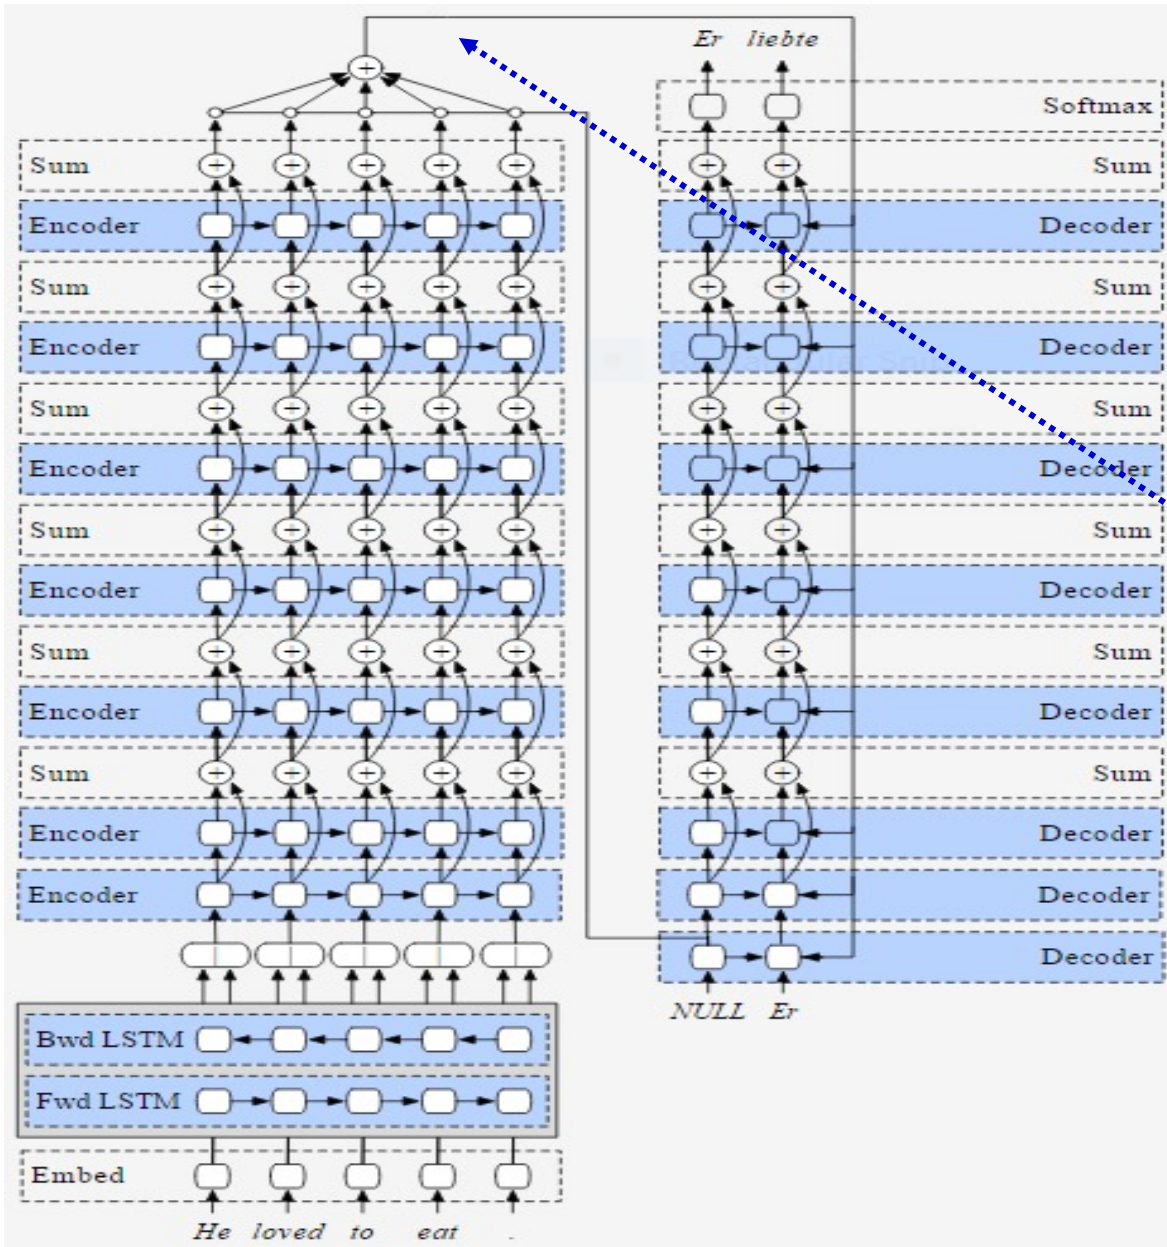 Er liebte
Softmax
Sum
Sum
Encoder
Decoder
Sum
Sum
Encoder
Decoder
Sum
Sum
Encoder
Decoder
Sum
Sum
Encoder
Decoder
Sum
Sum
Encoder
Decoder
Sum
Sum
Encoder
Decoder
Encoder
Decoder
Decoder
NULL Er
Bwd LSTM
Fwd LSTM
Embed
He loved to eat .